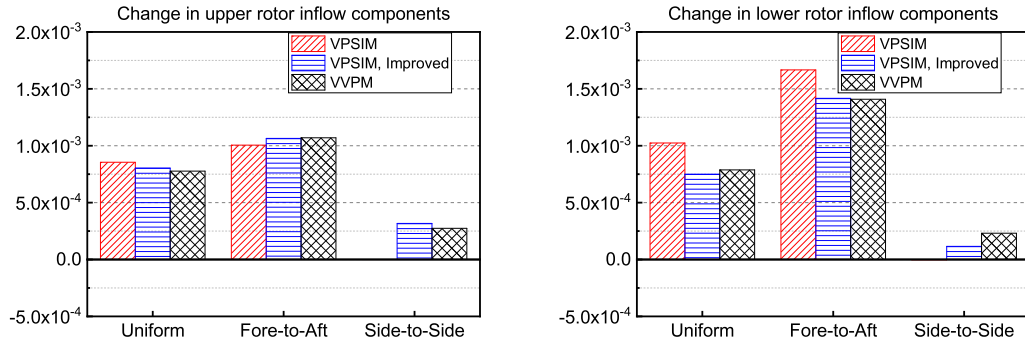 Change in upper rotor inflow components
2.0x10⁻³
1.5x10⁻³
1.0x10⁻³
5.0x10⁻⁴
0.0
-5.0x10⁻⁴
VPSIM
VPSIM, Improved
VVPM
Uniform Fore-to-Aft Side-to-Side
Change in lower rotor inflow components
2.0x10⁻³
1.5x10⁻³
1.0x10⁻³
5.0x10⁻⁴
0.0
-5.0x10⁻⁴
VPSIM
VPSIM, Improved
VVPM
Uniform Fore-to-Aft Side-to-Side